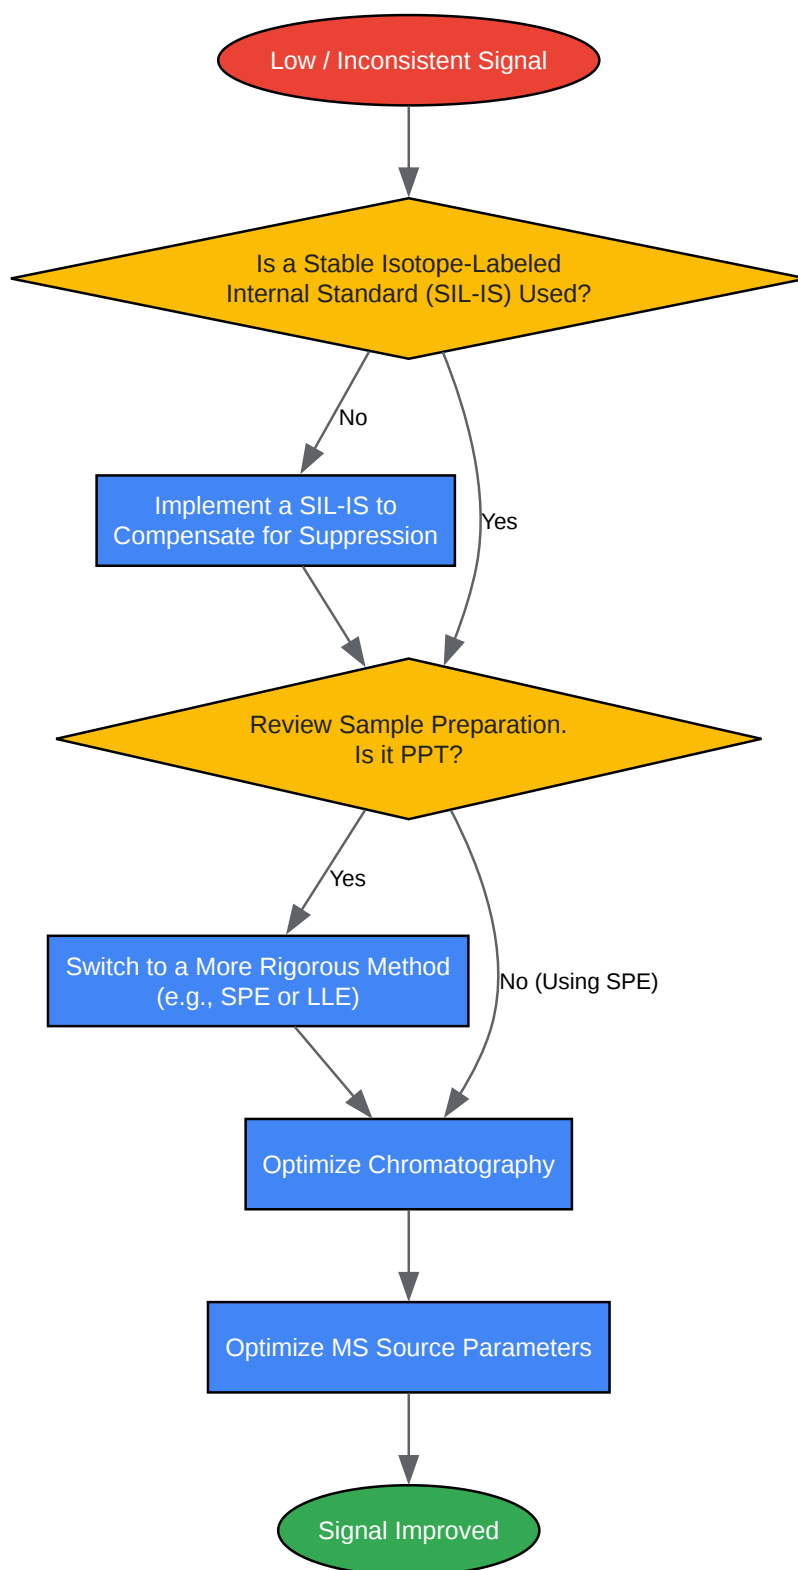 Low / Inconsistent Signal
Is a Stable Isotope-Labeled
Internal Standard (SIL-IS) Used?
No
Implement a SIL-IS to
Compensate for Suppression
Yes
Review Sample Preparation.
Is it PPT?
Yes
Switch to a More Rigorous Method
(e.g., SPE or LLE)
No (Using SPE)
Optimize Chromatography
Optimize MS Source Parameters
Signal Improved